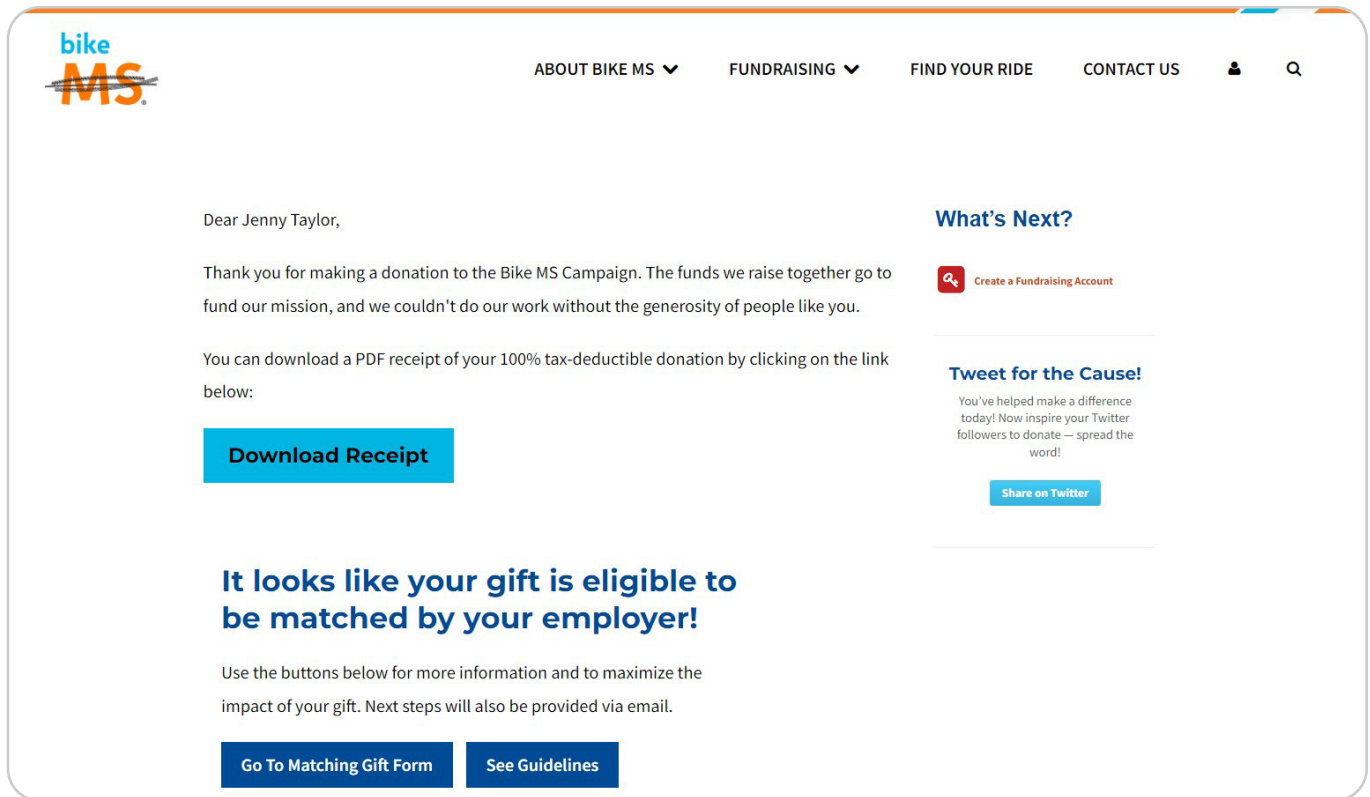 bike
MS®
ABOUT BIKE MS
FUNDRAISING
FIND YOUR RIDE
CONTACT US
Dear Jenny Taylor,
Thank you for making a donation to the Bike MS Campaign. The funds we raise together go to
fund our mission, and we couldn't do our work without the generosity of people like you.
You can download a PDF receipt of your 100% tax-deductible donation by clicking on the link
below:
Download Receipt
It looks like your gift is eligible to
be matched by your employer!
Use the buttons below for more information and to maximize the
impact of your gift. Next steps will also be provided via email.
Go To Matching Gift Form
See Guidelines
What's Next?
Create a Fundraising Account
Tweet for the Cause!
You've helped make a difference
today! Now inspire your Twitter
followers to donate — spread the
word!
Share on Twitter